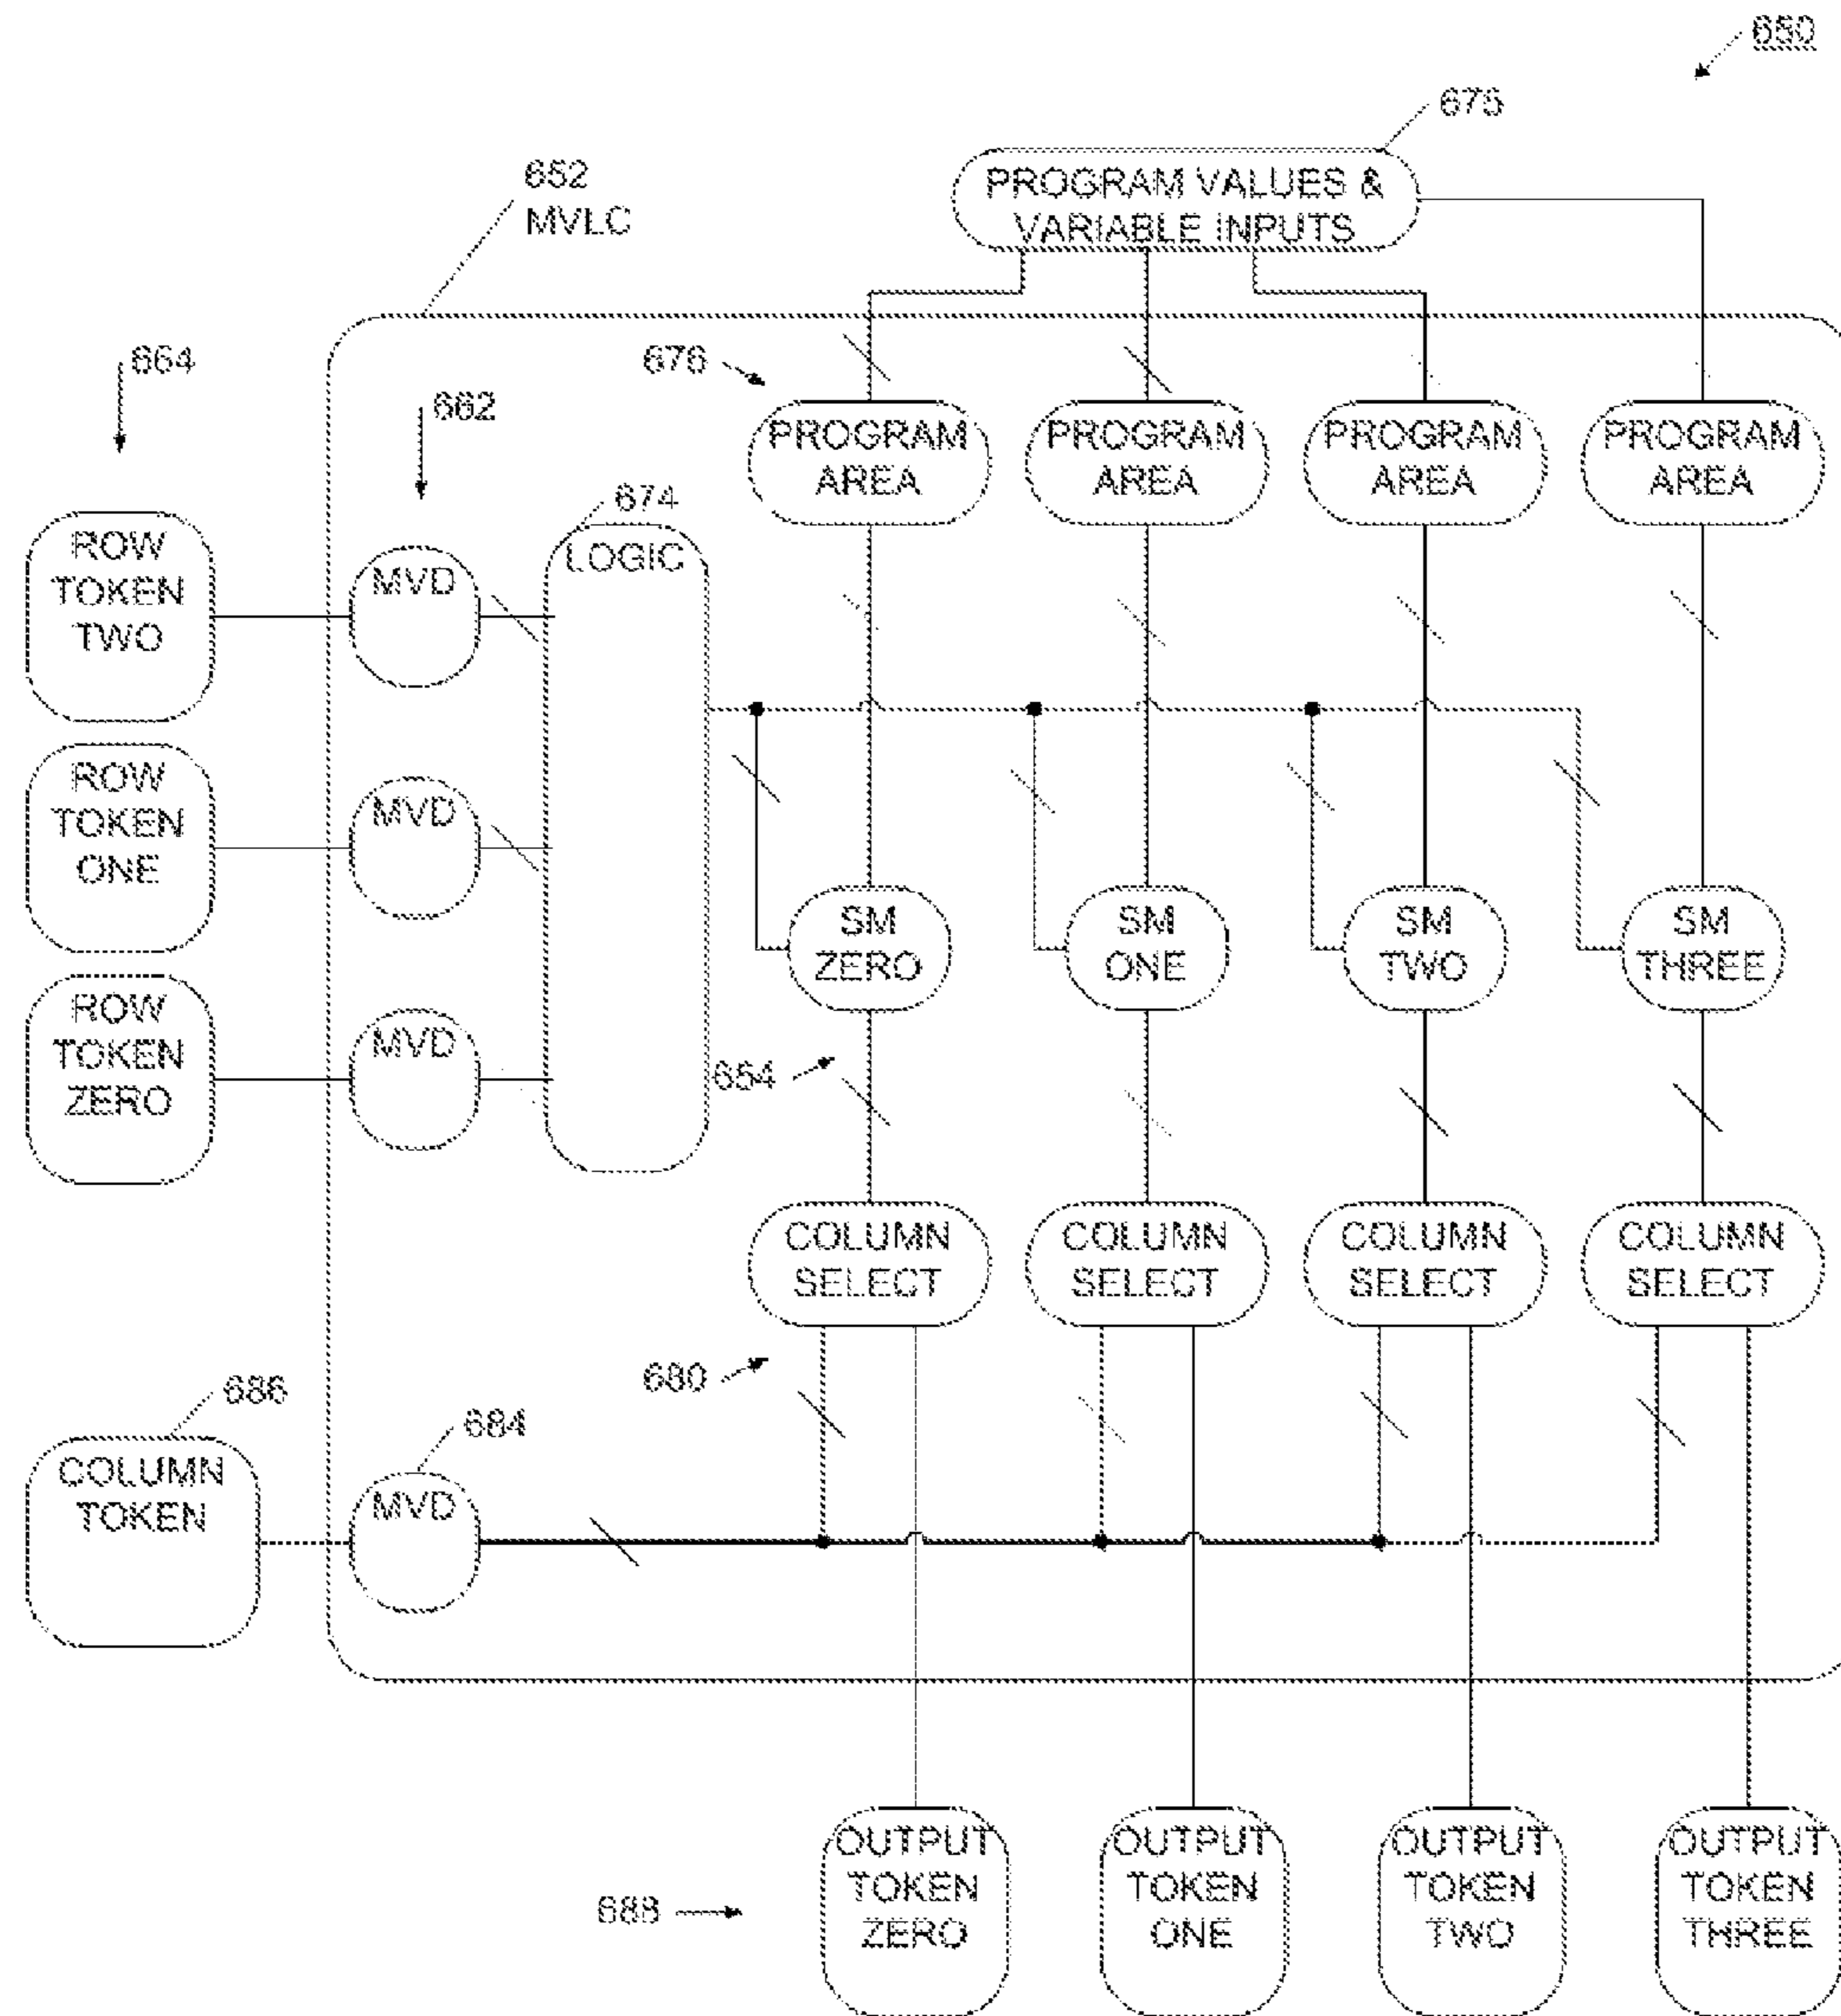 650
675
652
MVLC
PROGRAM VALUES &
VARIABLE INPUTS
664
676
662
PROGRAM
AREA
PROGRAM
AREA
PROGRAM
AREA
PROGRAM
AREA
674
ROW
TOKEN
TWO
MVD
LOGIC
ROW
TOKEN
ONE
MVD
SM
ZERO
SM
ONE
SM
TWO
SM
THREE
ROW
TOKEN
ZERO
MVD
654
COLUMN
SELECT
COLUMN
SELECT
COLUMN
SELECT
COLUMN
SELECT
680
686
684
COLUMN
TOKEN
MVD
OUTPUT
TOKEN
ZERO
OUTPUT
TOKEN
ONE
OUTPUT
TOKEN
TWO
OUTPUT
TOKEN
THREE
688